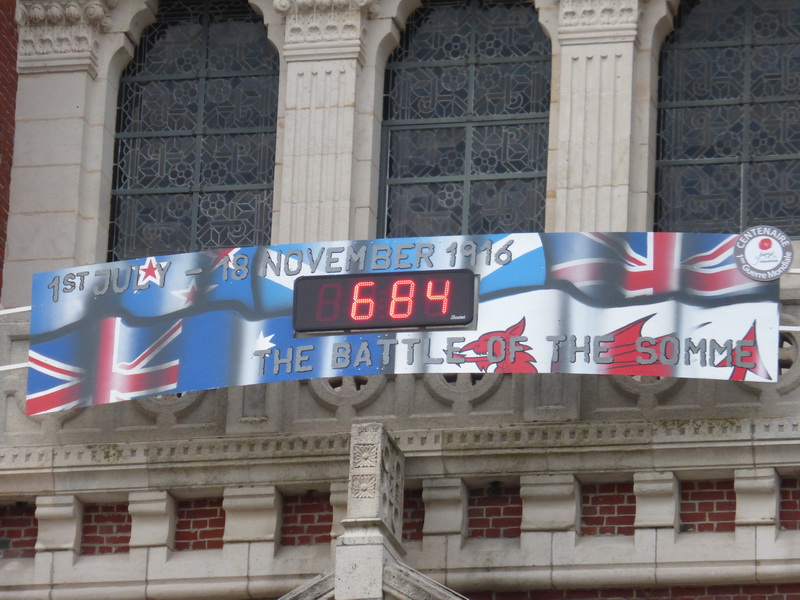 1ST JULY - 18 NOVEMBER 1916
684
THE BATTLE OF THE SOMME
CENTENAIRE
1re Guerre Mondiale